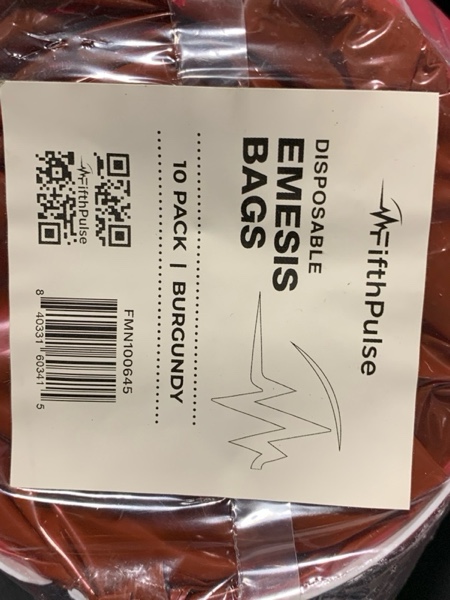 FifthPulse
DISPOSABLE
EMESIS
BAGS
10 PACK | BURGUNDY
FifthPulse
FMN100645
8 40331 60341 5